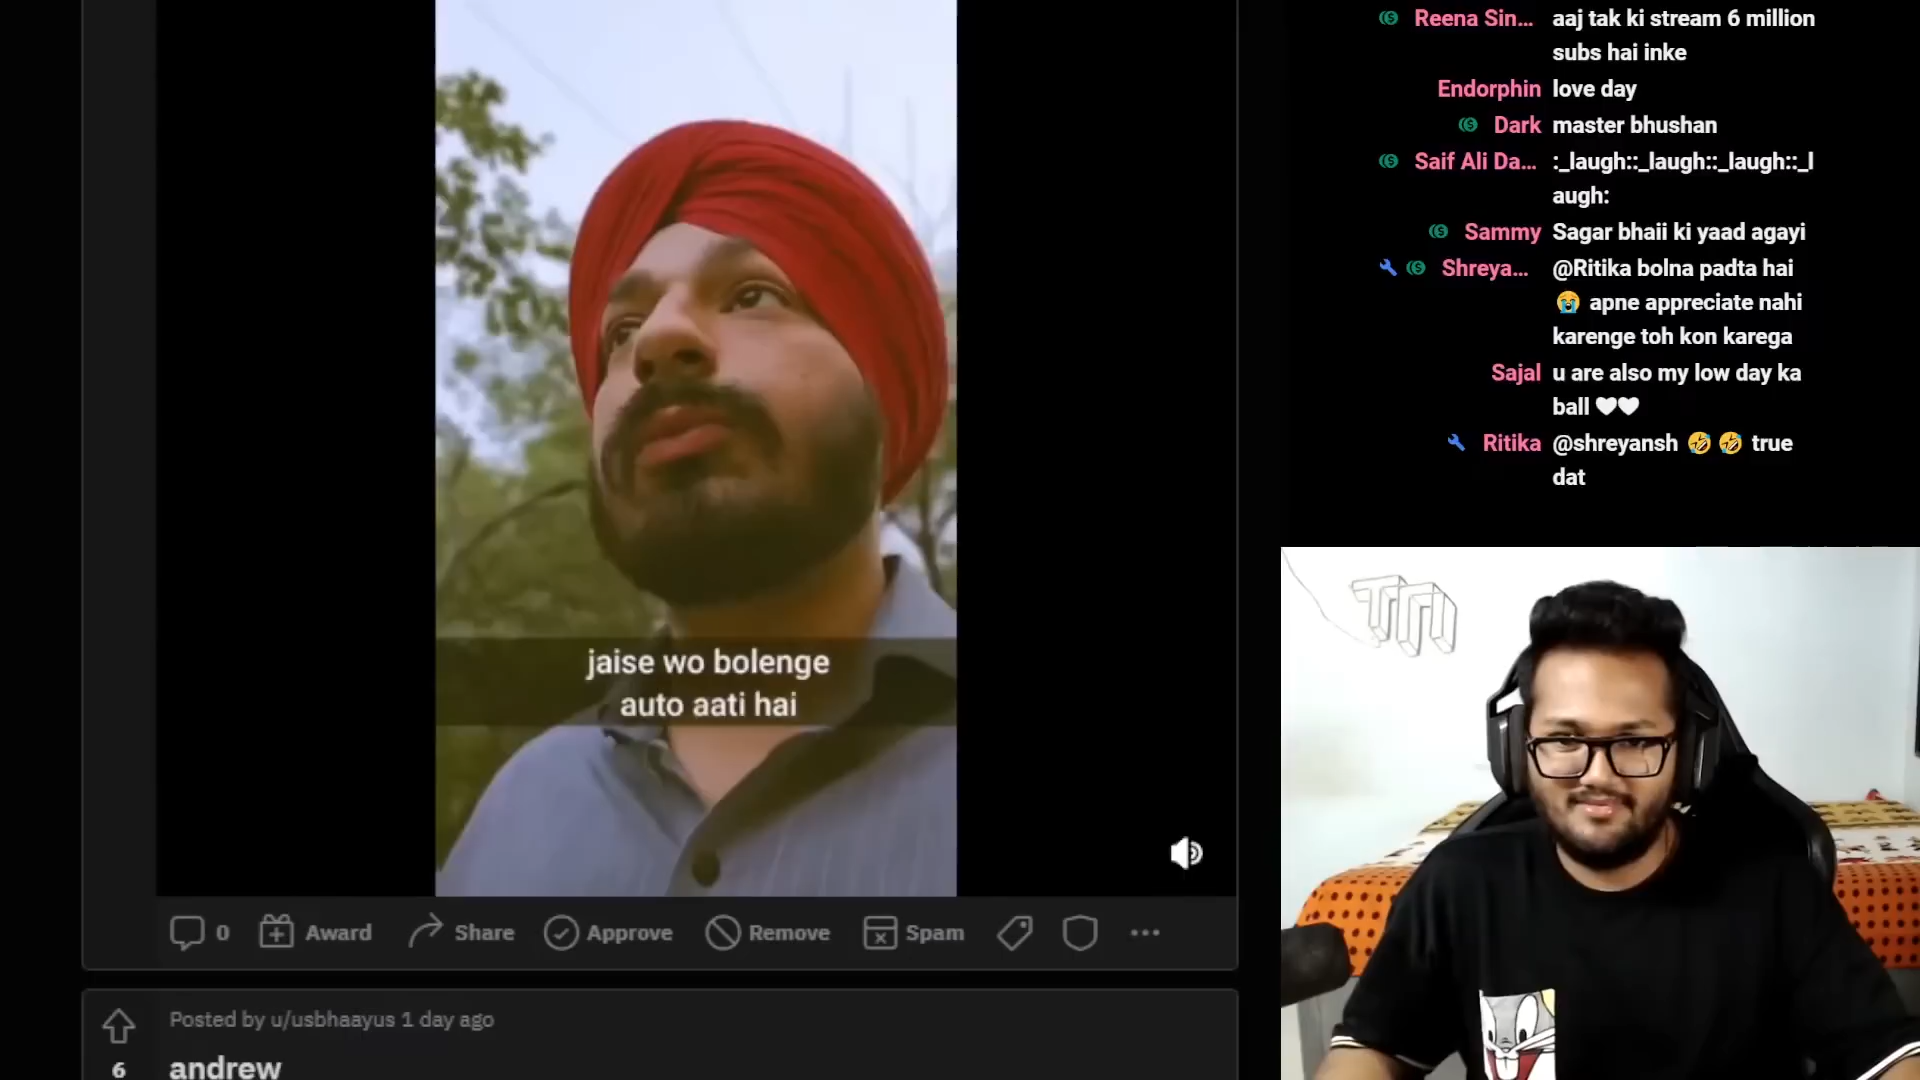 Reena Sin... aaj tak ki stream 6 million
subs hai inke
Endorphin love day
Dark master bhushan
Saif Ali Da... :_laugh::_laugh::_laugh::_l
augh:
Sammy Sagar bhaii ki yaad agayi
Shreya... @Ritika bolna padta hai
😭 apne appreciate nahi
karenge toh kon karega
Sajal u are also my low day ka
ball 🤍🤍
Ritika @shreyansh 🤣 🤣 true
dat
jaise wo bolenge
auto aati hai
0 Award Share Approve Remove Spam
Posted by u/usbhaayus 1 day ago
6 andrew